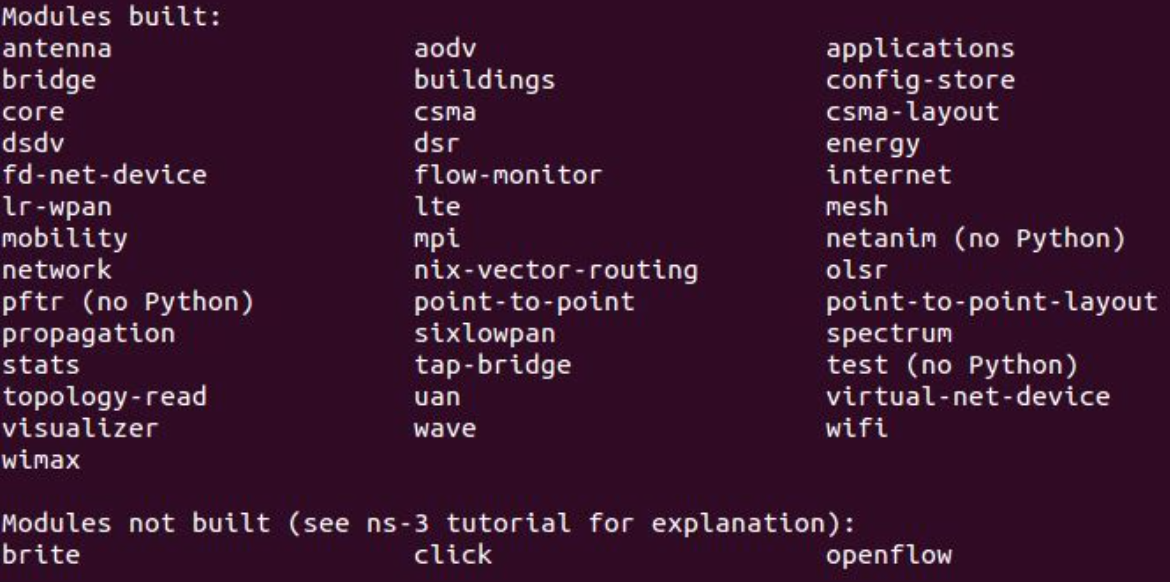 Modules built:
antenna aodv applications
bridge buildings config-store
core csma csma-layout
dsdv dsr energy
fd-net-device flow-monitor internet
lr-wpan lte mesh
mobility mpi netanim (no Python)
network nix-vector-routing olsr
pftr (no Python) point-to-point point-to-point-layout
propagation sixlowpan spectrum
stats tap-bridge test (no Python)
topology-read uan virtual-net-device
visualizer wave wifi
wimax
Modules not built (see ns-3 tutorial for explanation):
brite click openflow